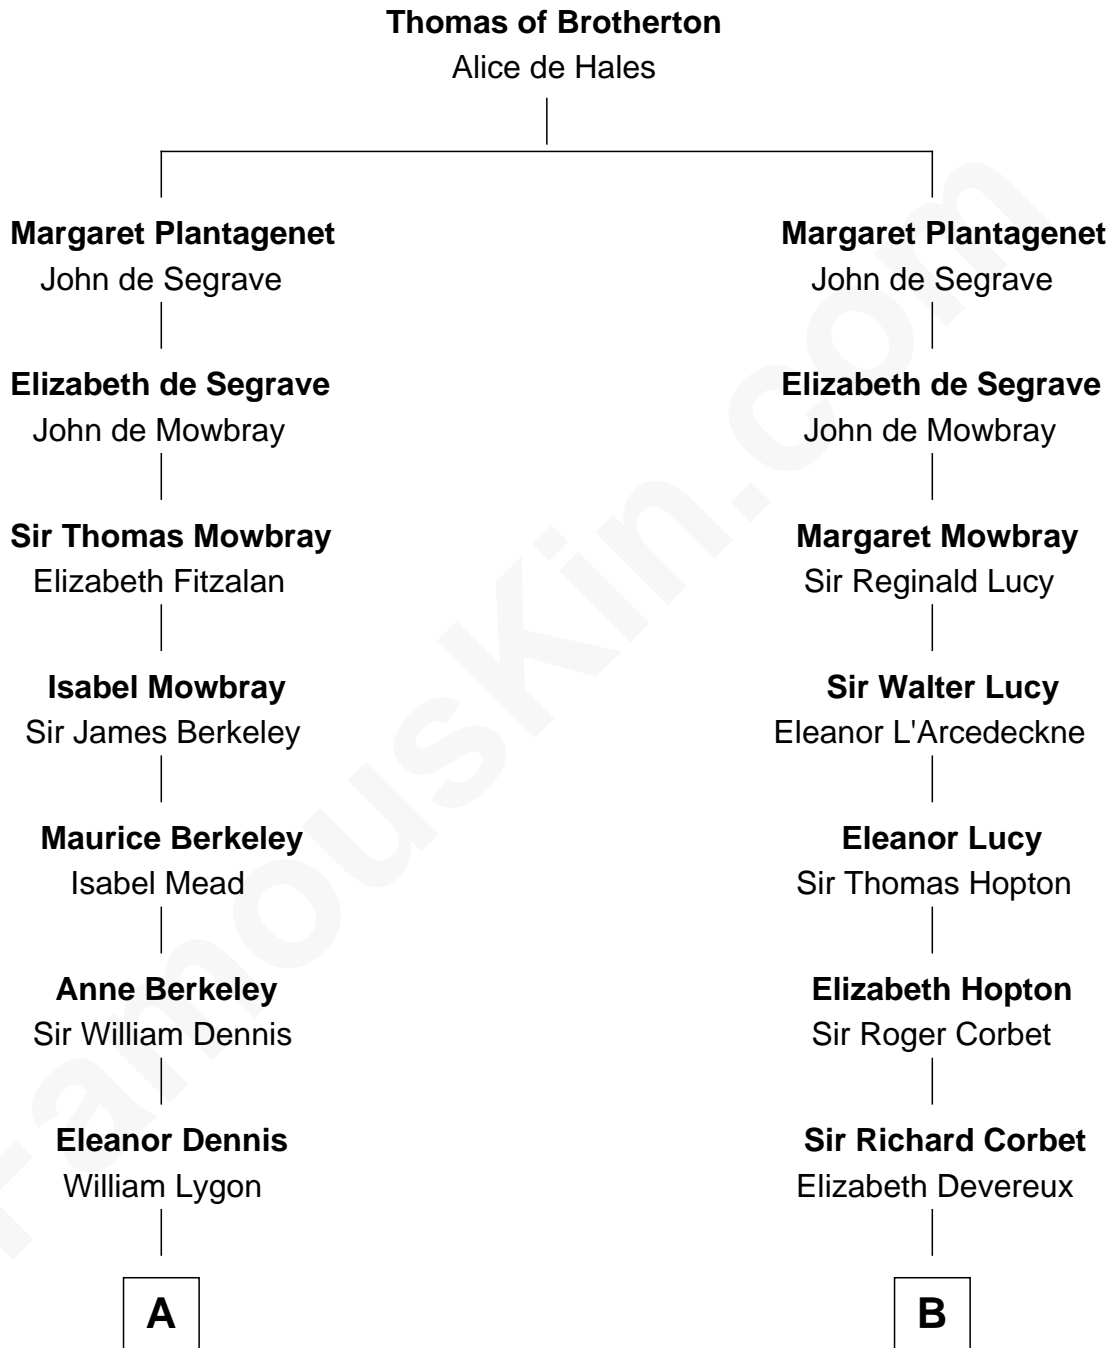 Thomas of Brotherton
Alice de Hales
Margaret Plantagenet
John de Segrave
Elizabeth de Segrave
John de Mowbray
Sir Thomas Mowbray
Elizabeth Fitzalan
Isabel Mowbray
Sir James Berkeley
Maurice Berkeley
Isabel Mead
Anne Berkeley
Sir William Dennis
Eleanor Dennis
William Lygon
A
Margaret Plantagenet
John de Segrave
Elizabeth de Segrave
John de Mowbray
Margaret Mowbray
Sir Reginald Lucy
Sir Walter Lucy
Eleanor L'Arcedeckne
Eleanor Lucy
Sir Thomas Hopton
Elizabeth Hopton
Sir Roger Corbet
Sir Richard Corbet
Elizabeth Devereux
B
FamousKin.com